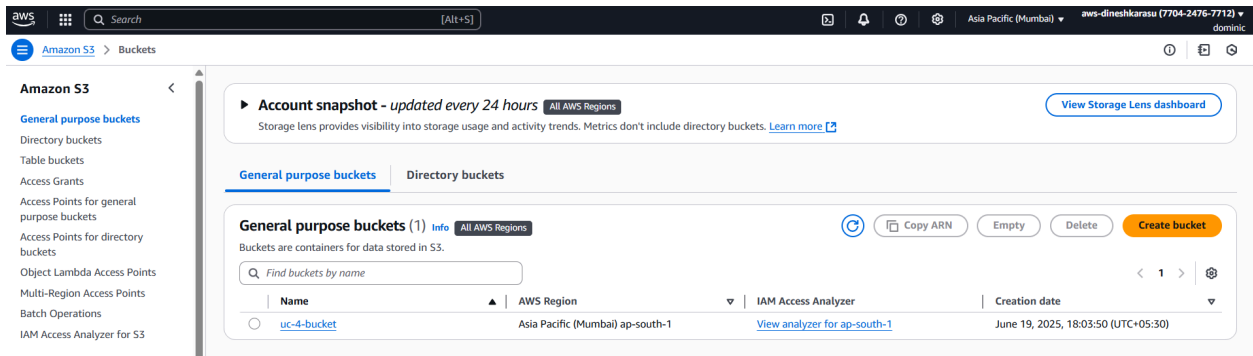 aws
Search
[Alt+S]
Asia Pacific (Mumbai)
aws-dineshkarasu (7704-2476-7712)
dominic
Amazon S3 > Buckets
Amazon S3
General purpose buckets
Directory buckets
Table buckets
Access Grants
Access Points for general
purpose buckets
Access Points for directory
buckets
Object Lambda Access Points
Multi-Region Access Points
Batch Operations
IAM Access Analyzer for S3
Account snapshot - updated every 24 hours All AWS Regions
View Storage Lens dashboard
Storage lens provides visibility into storage usage and activity trends. Metrics don't include directory buckets. Learn more
General purpose buckets Directory buckets
General purpose buckets (1) Info All AWS Regions
Copy ARN Empty Delete Create bucket
Buckets are containers for data stored in S3.
Find buckets by name
1
Name AWS Region IAM Access Analyzer Creation date
uc-4-bucket Asia Pacific (Mumbai) ap-south-1 View analyzer for ap-south-1 June 19, 2025, 18:03:50 (UTC+05:30)